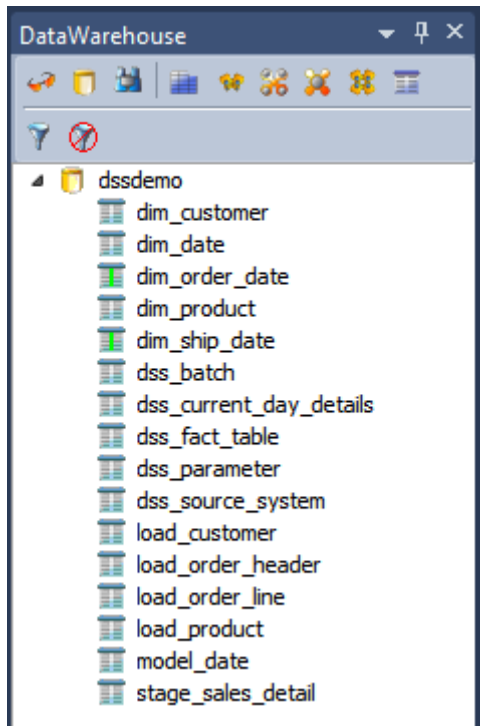 DataWarehouse
dssdemo
dim_customer
dim_date
dim_order_date
dim_product
dim_ship_date
dss_batch
dss_current_day_details
dss_fact_table
dss_parameter
dss_source_system
load_customer
load_order_header
load_order_line
load_product
model_date
stage_sales_detail